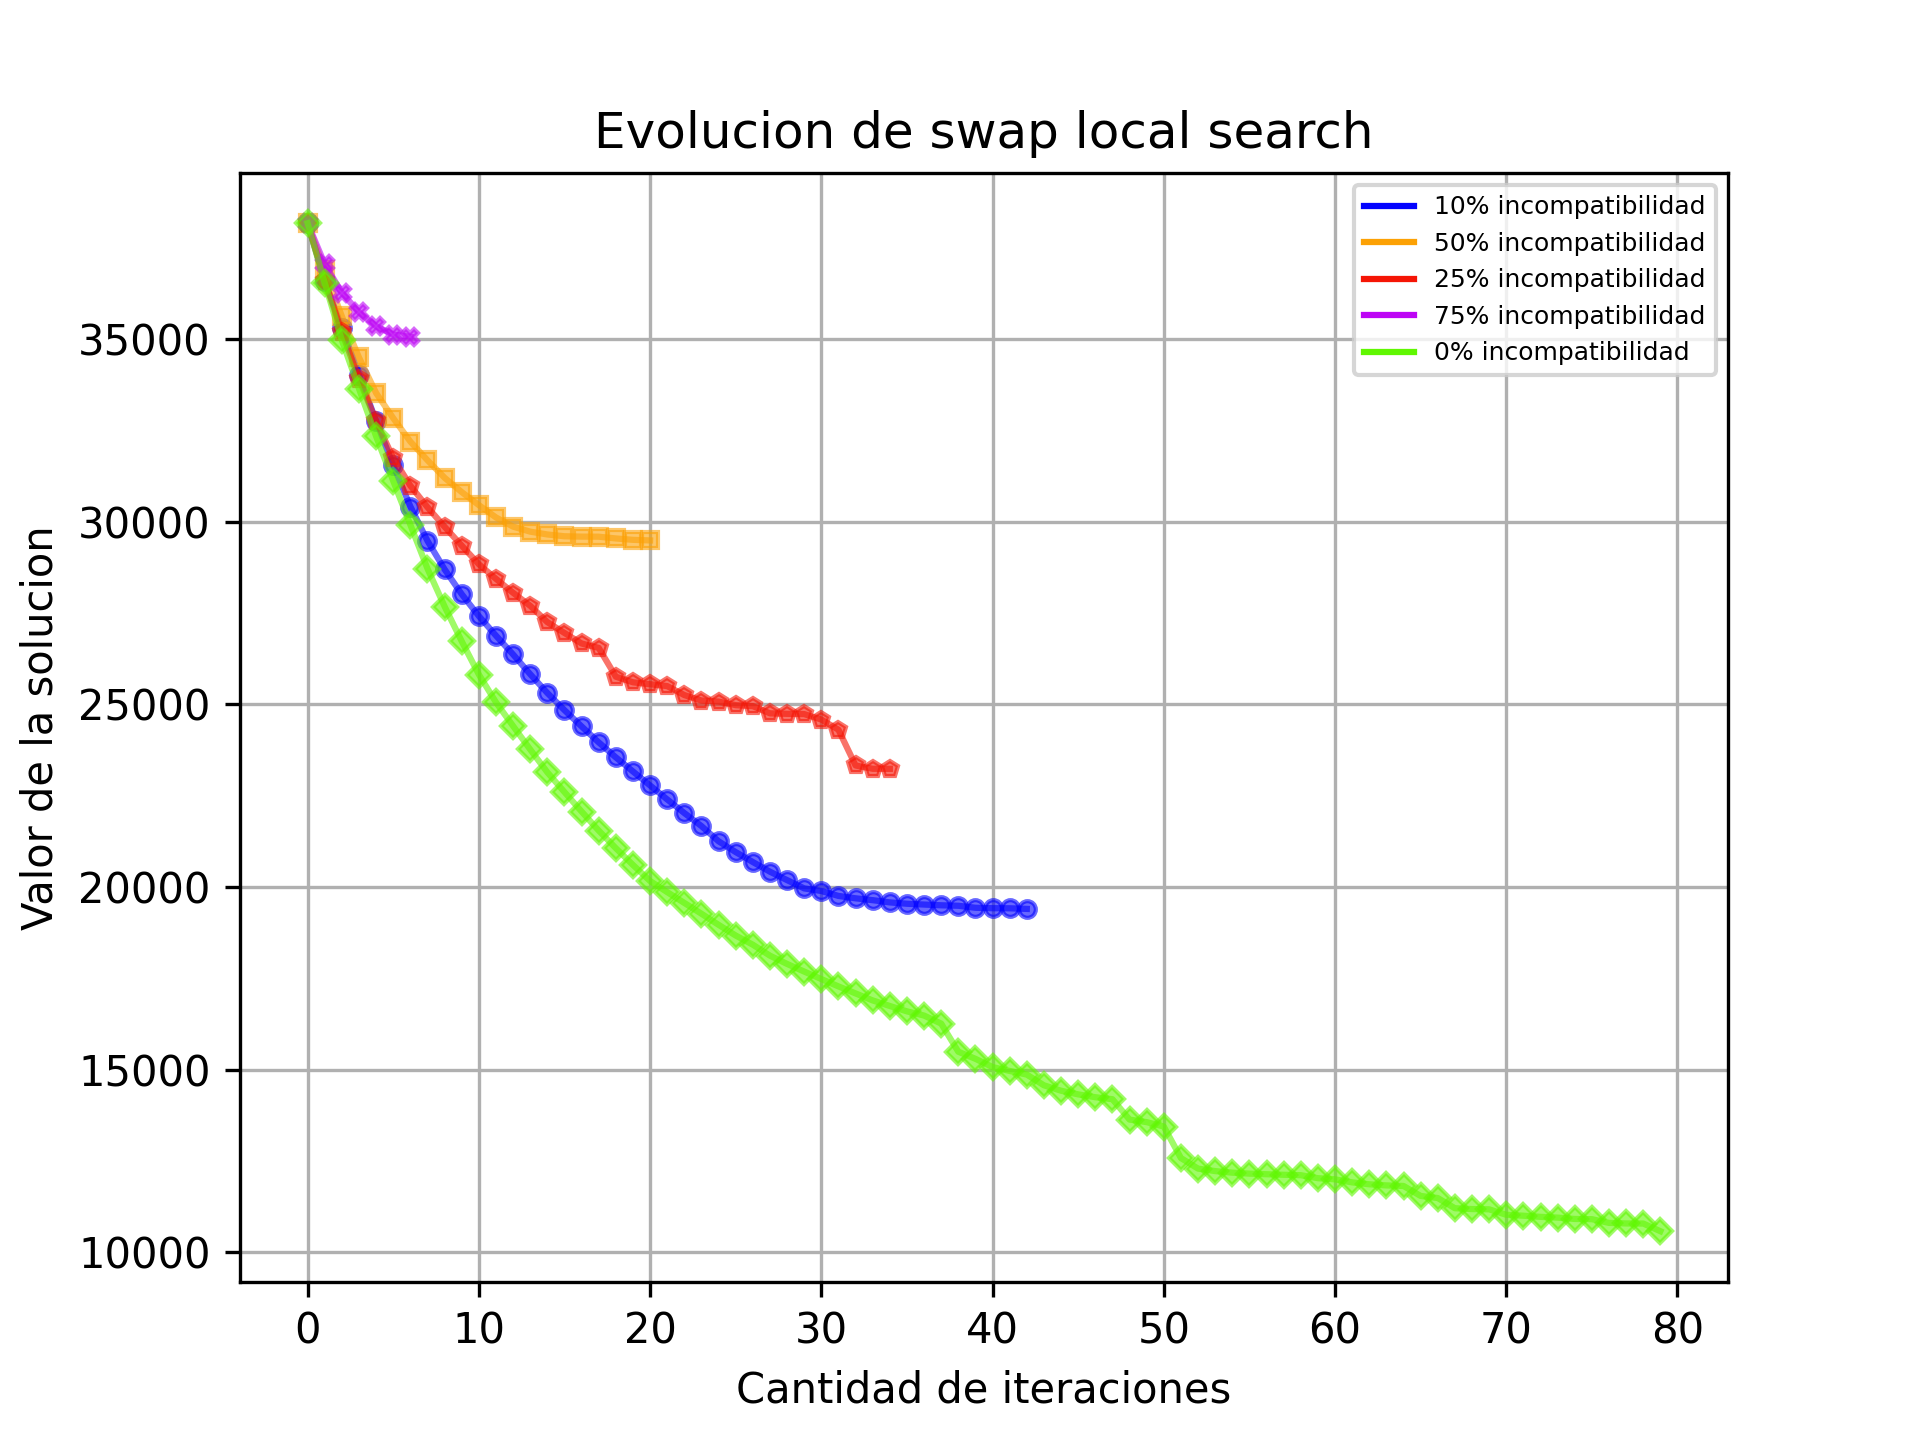 Evolucion de swap local search
10% incompatibilidad
50% incompatibilidad
25% incompatibilidad
75% incompatibilidad
0% incompatibilidad
Valor de la solucion
35000
30000
25000
20000
15000
10000
0 10 20 30 40 50 60 70 80
Cantidad de iteraciones